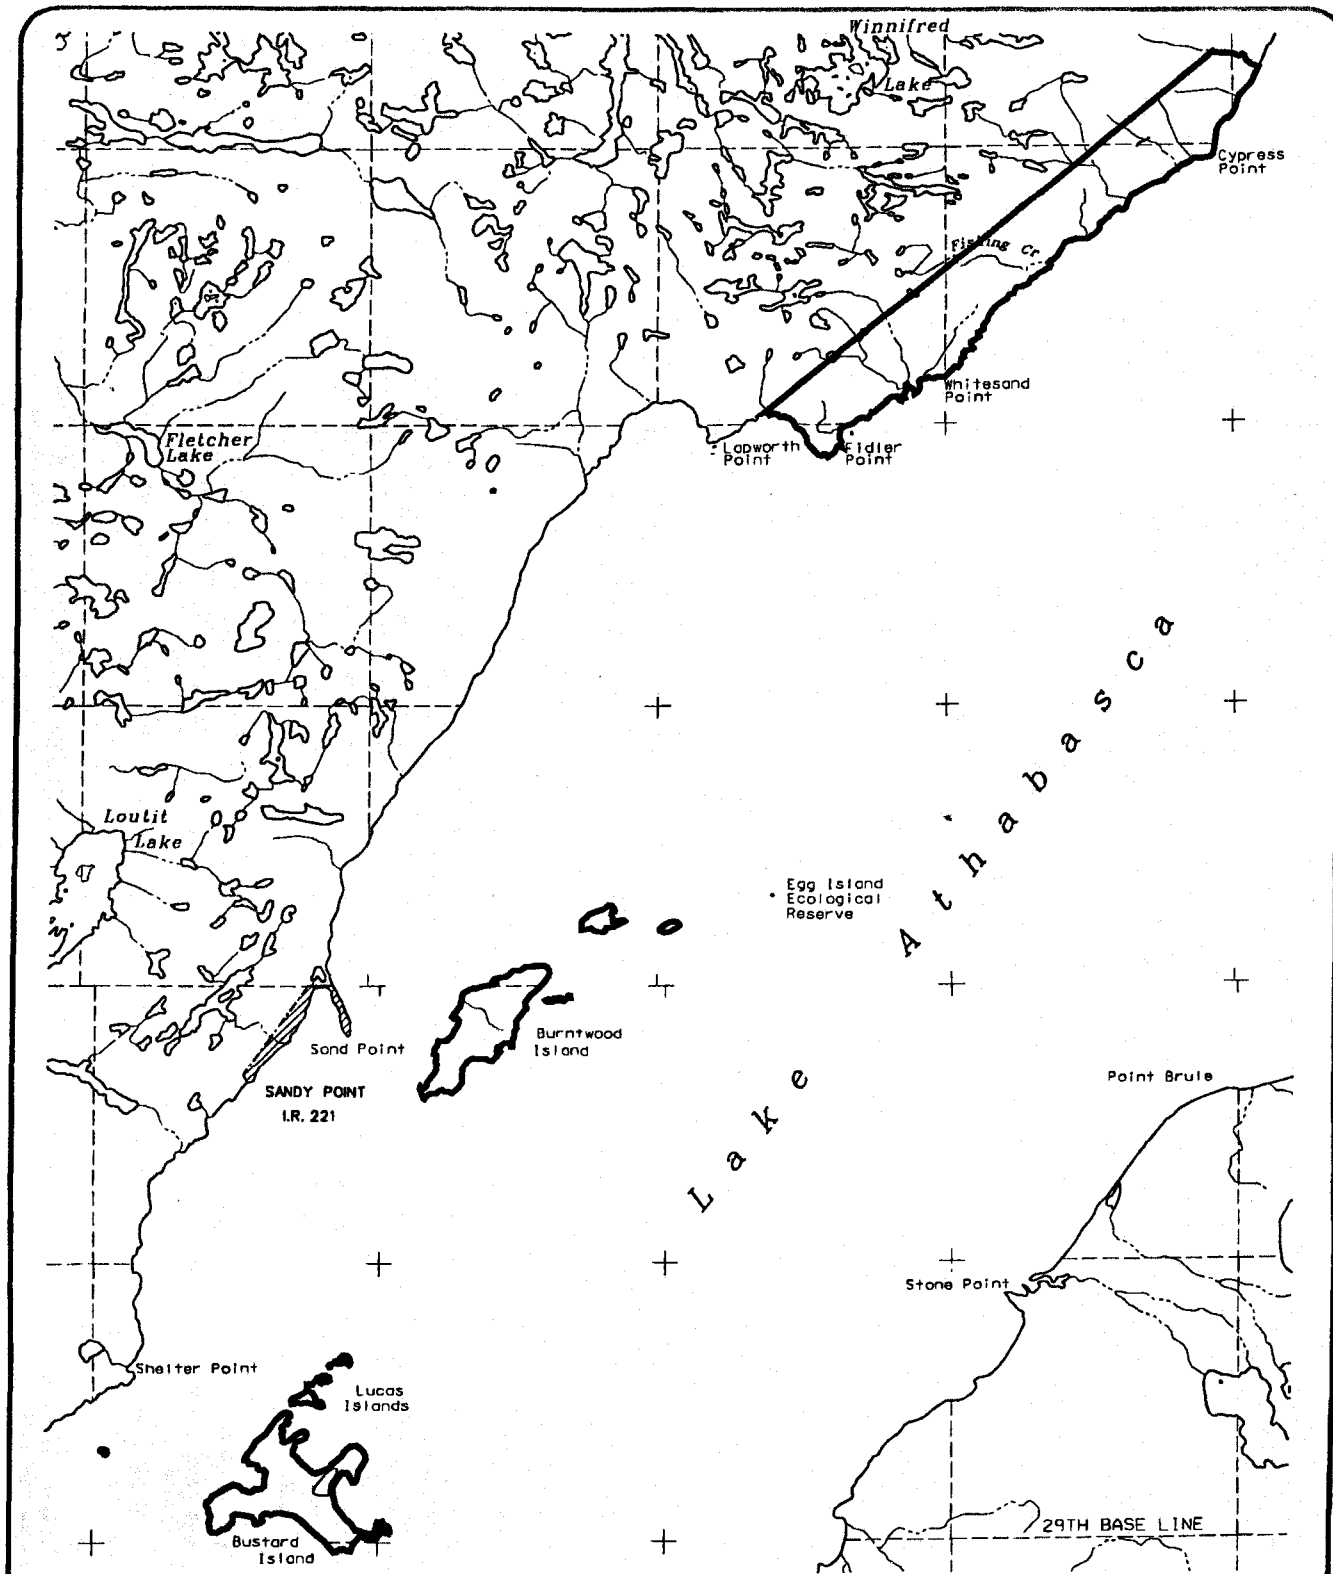 Winnifred
Lake
Cypress
Point
Fishing Cr
Whitesand
Point
Lapworth
Point
Fidler
Point
Fletcher
Lake
Loutit
Lake
Egg Island
Ecological
Reserve
Lake Athabasca
Burntwood
Island
Sand Point
SANDY POINT
I.R. 221
Point Brule
Stone Point
Shelter Point
Lucas
Islands
Bustard
Island
29TH BASE LINE